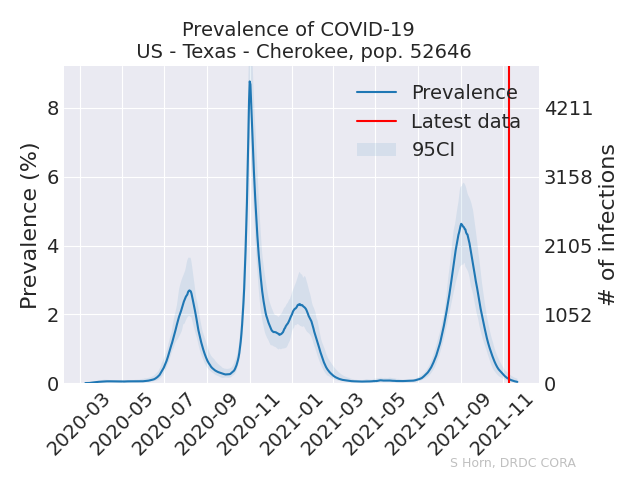 Prevalence of COVID-19
US - Texas - Cherokee, pop. 52646
Prevalence
Latest data
95CI
Prevalence (%)
8
6
4
2
0
4211
3158
2105
1052
0
# of infections
2020-03
2020-05
2020-07
2020-09
2020-11
2021-01
2021-03
2021-05
2021-07
2021-09
2021-11
S Horn, DRDC CORA